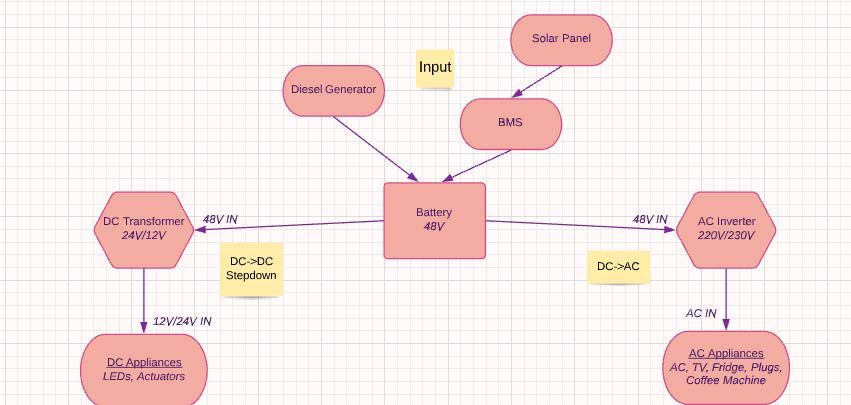 Solar Panel
Input
Diesel Generator
BMS
DC Transformer
24V/12V
48V IN
Battery
48V
48V IN
AC Inverter
220V/230V
DC->DC
Stepdown
DC->AC
12V/24V IN
AC IN
DC Appliances
LEDs, Actuators
AC Appliances
AC, TV, Fridge, Plugs,
Coffee Machine